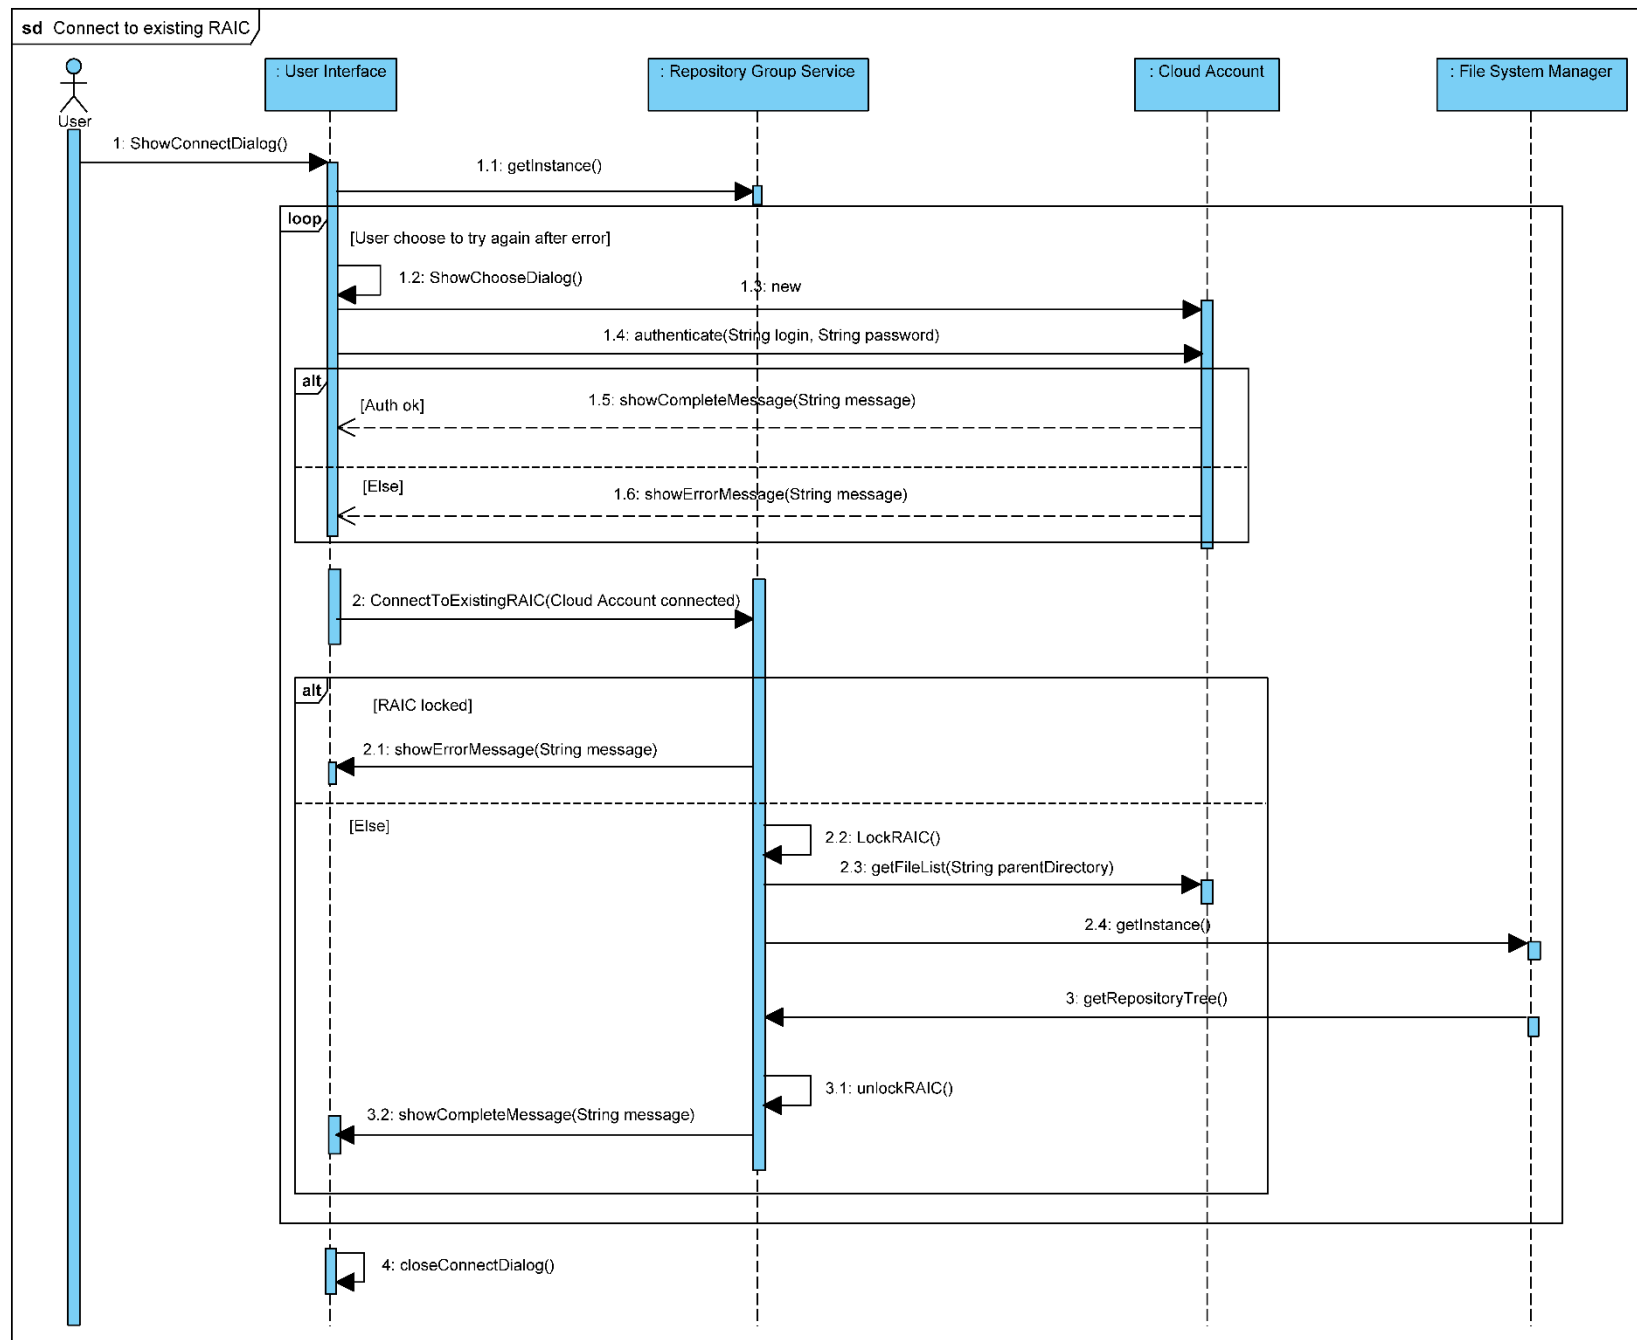 sd Connect to existing RAIC
: User Interface
: Repository Group Service
: Cloud Account
: File System Manager
User
1: ShowConnectDialog()
1.1: getInstance()
loop
[User choose to try again after error]
1.2: ShowChooseDialog()
1.3: new
1.4: authenticate(String login, String password)
alt
[Auth ok]
1.5: showCompleteMessage(String message)
[Else]
1.6: showErrorMessage(String message)
2: ConnectToExistingRAIC(Cloud Account connected)
alt
[RAIC locked]
2.1: showErrorMessage(String message)
[Else]
2.2: LockRAIC()
2.3: getFileList(String parentDirectory)
2.4: getInstance()
3: getRepositoryTree()
3.1: unlockRAIC()
3.2: showCompleteMessage(String message)
4: closeConnectDialog()